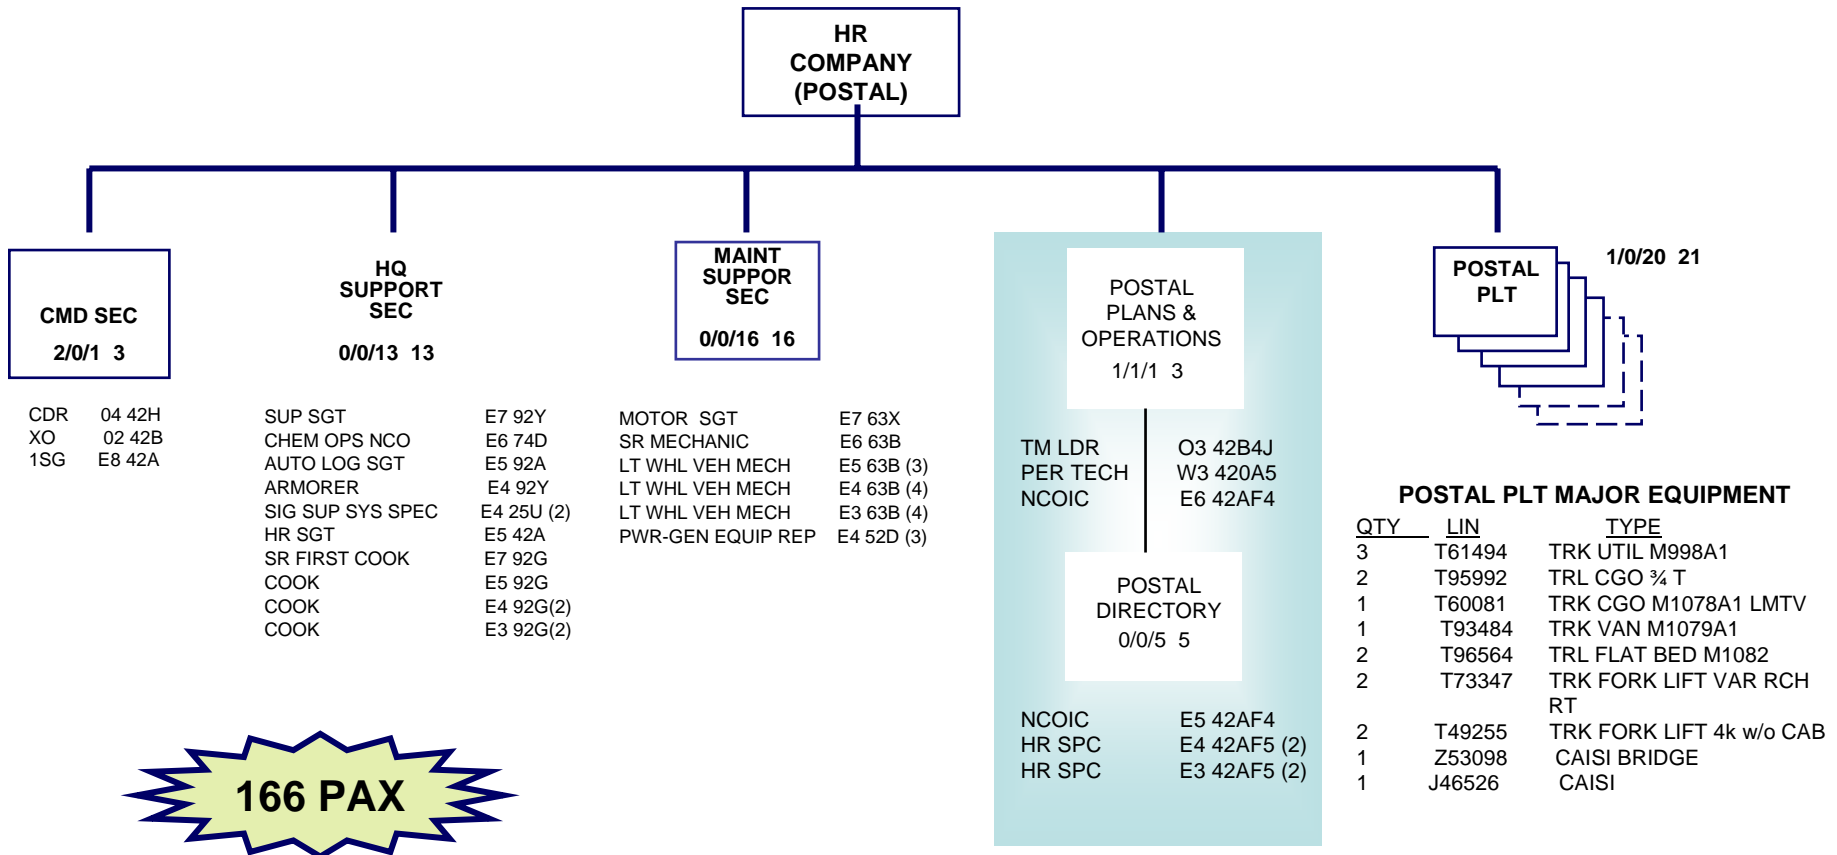 HR
COMPANY
(POSTAL)
CMD SEC
2/0/1 3
CDR 04 42H
XO 02 42B
1SG E8 42A
HQ
SUPPORT
SEC
0/0/13 13
SUP SGT E7 92Y
CHEM OPS NCO E6 74D
AUTO LOG SGT E5 92A
ARMORER E4 92Y
SIG SUP SYS SPEC E4 25U (2)
HR SGT E5 42A
SR FIRST COOK E7 92G
COOK E5 92G
COOK E4 92G(2)
COOK E3 92G(2)
MAINT
SUPPOR
SEC
0/0/16 16
MOTOR SGT E7 63X
SR MECHANIC E6 63B
LT WHL VEH MECH E5 63B (3)
LT WHL VEH MECH E4 63B (4)
LT WHL VEH MECH E3 63B (4)
PWR-GEN EQUIP REP E4 52D (3)
POSTAL
PLANS &
OPERATIONS
1/1/1 3
TM LDR O3 42B4J
PER TECH W3 420A5
NCOIC E6 42AF4
POSTAL
DIRECTORY
0/0/5 5
NCOIC E5 42AF4
HR SPC E4 42AF5 (2)
HR SPC E3 42AF5 (2)
POSTAL
PLT
1/0/20 21
POSTAL PLT MAJOR EQUIPMENT
QTY LIN TYPE
3 T61494 TRK UTIL M998A1
2 T95992 TRL CGO ¾ T
1 T60081 TRK CGO M1078A1 LMTV
1 T93484 TRK VAN M1079A1
2 T96564 TRL FLAT BED M1082
2 T73347 TRK FORK LIFT VAR RCH
RT
2 T49255 TRK FORK LIFT 4k w/o CAB
1 Z53098 CAISI BRIDGE
1 J46526 CAISI
166 PAX